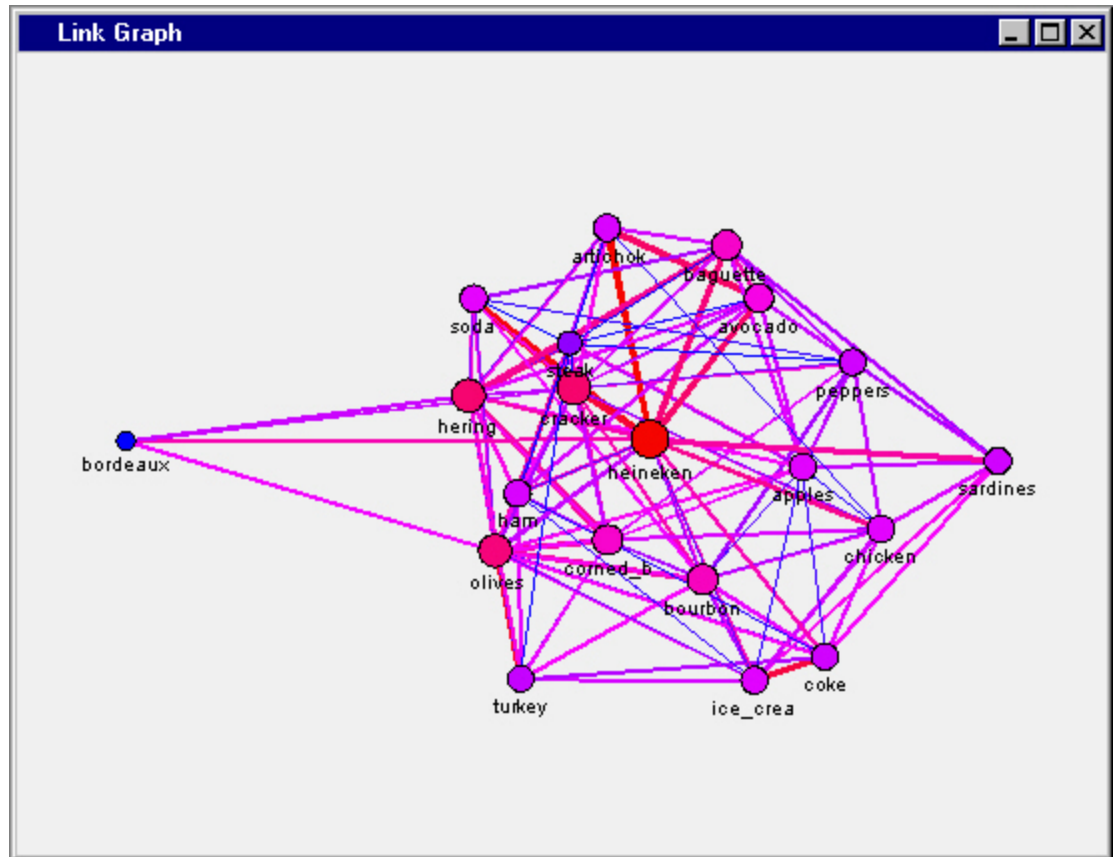 Link Graph
artichok
baguette
soda
avocado
steak
peppers
cracker
hering
heineken
bordeaux
apples
sardines
ham
chicken
corned_b
olives
bourbon
coke
turkey
ice_crea